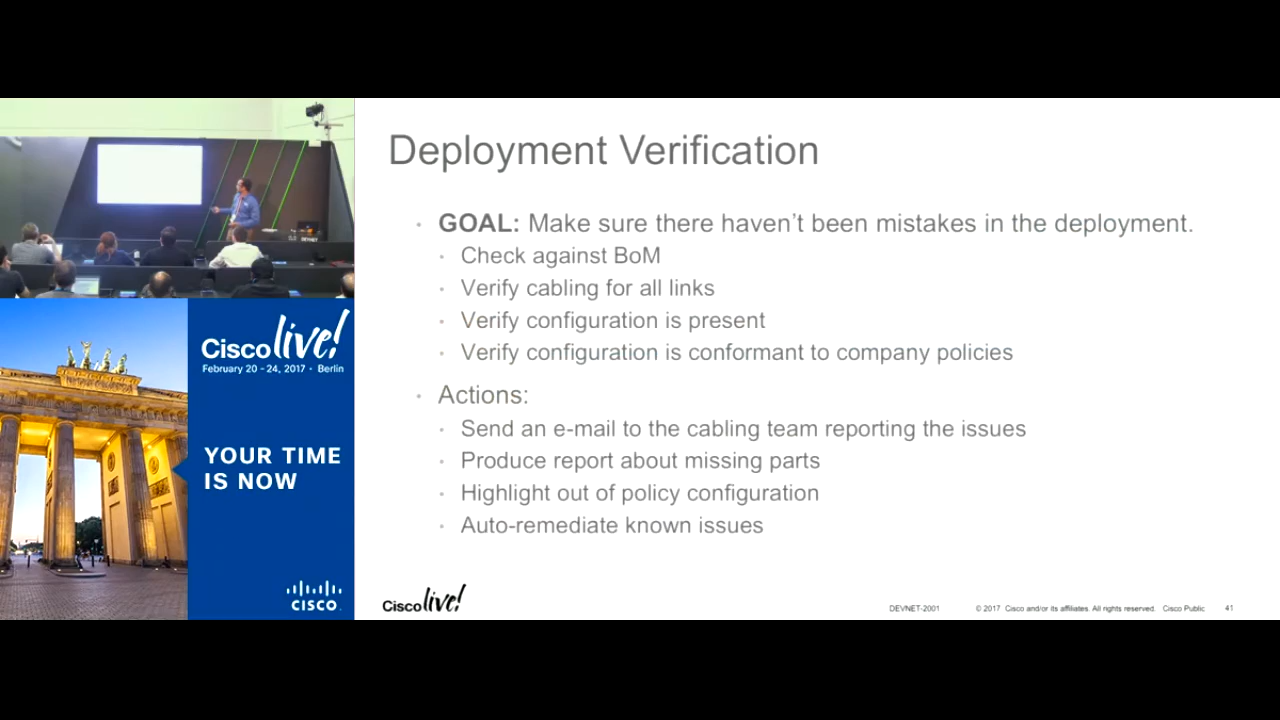 Deployment Verification
GOAL: Make sure there haven't been mistakes in the deployment.
Check against BoM
Verify cabling for all links
Verify configuration is present
Verify configuration is conformant to company policies
Actions:
Send an e-mail to the cabling team reporting the issues
Produce report about missing parts
Highlight out of policy configuration
Auto-remediate known issues
Cisco live!
DEVNET-2001 © 2017 Cisco and/or its affiliates. All rights reserved. Cisco Public 41
DEVNET
Cisco live!
February 20 - 24, 2017 · Berlin
YOUR TIME
IS NOW
CISCO